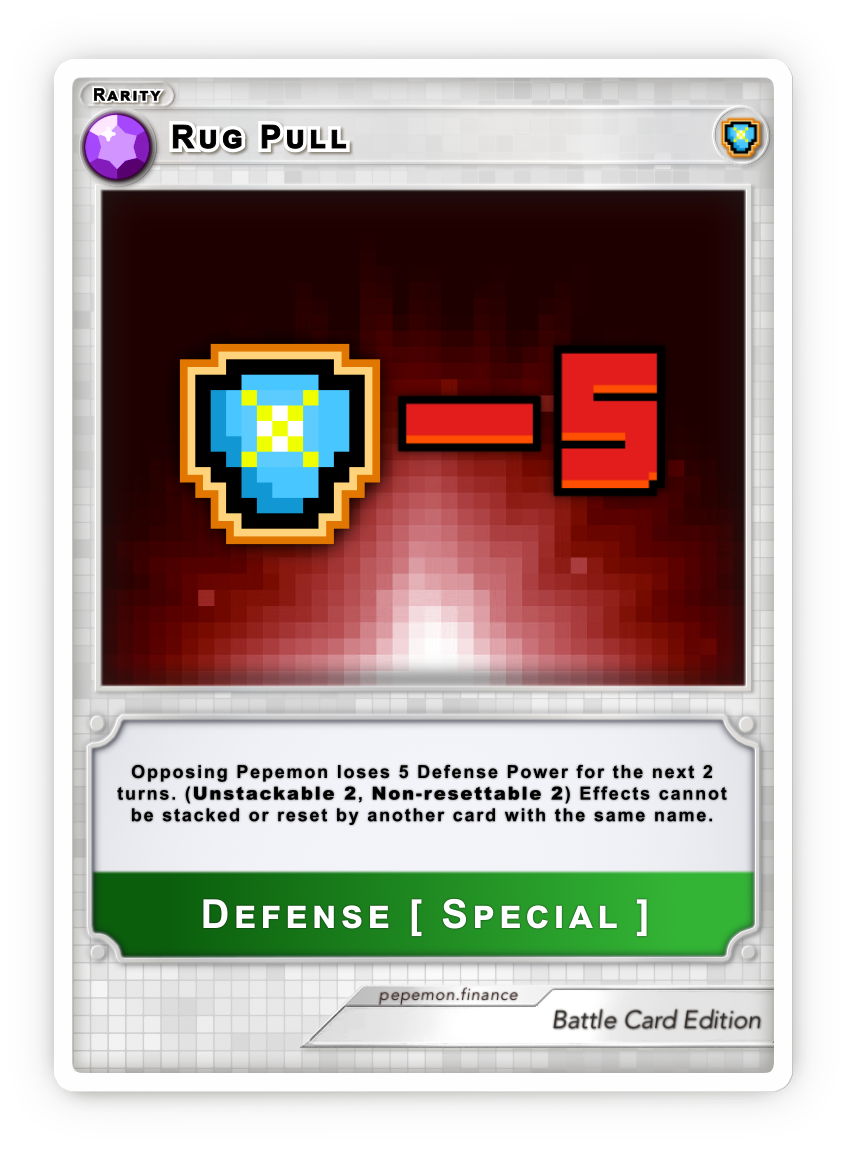 Rarity
Rug Pull
-5
Opposing Pepemon loses 5 Defense Power for the next 2
turns. (Unstackable 2, Non-resettable 2) Effects cannot
be stacked or reset by another card with the same name.
Defense [ Special ]
pepemon.finance
Battle Card Edition